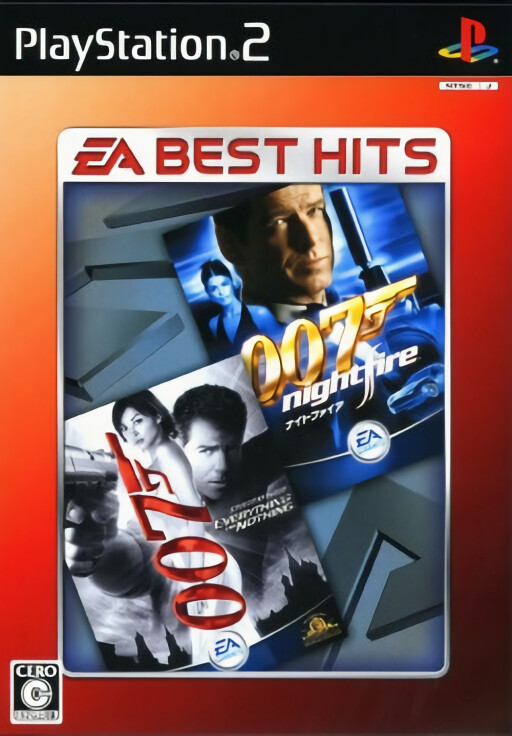 PlayStation.2
NTSC J
EA BEST HITS
007
nightfire
ナイトファイア
EA
007
EVERYTHING
OR NOTHING
EA
CERO
C